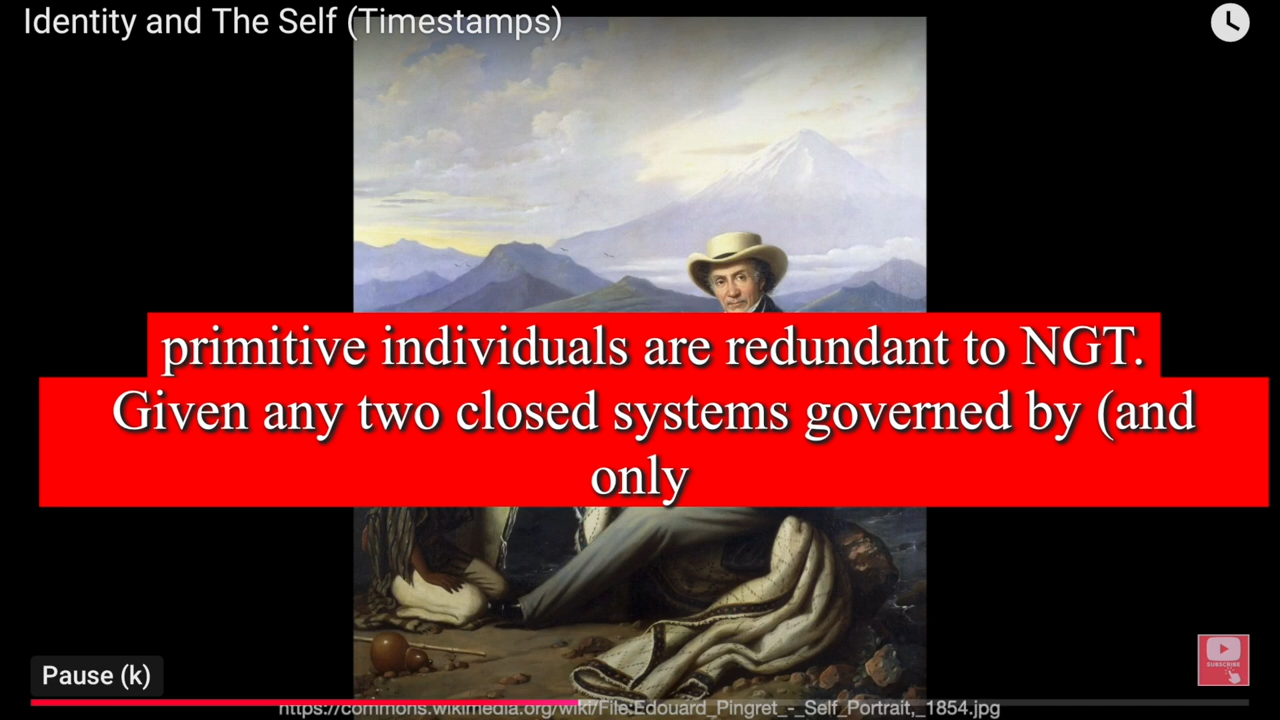 Identity and The Self (Timestamps)
primitive individuals are redundant to NGT.
Given any two closed systems governed by (and
only
SUBSCRIBE
Pause (k)
https://commons.wikimedia.org/wiki/File:Edouard_Pingret_-_Self_Portrait,_1854.jpg